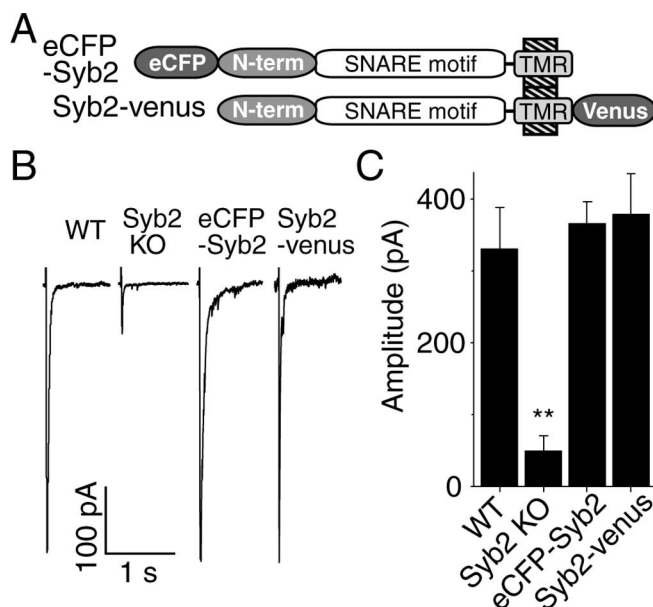 A
eCFP
-Syb2
eCFP N-term SNARE motif TMR
Syb2-venus
N-term SNARE motif TMR Venus
B
WT
Syb2
KO
eCFP
-Syb2
Syb2
-venus
100 pA
1 s
C
Amplitude (pA)
400
200
0
**
WT
Syb2 KO
eCFP-Syb2
Syb2-venus